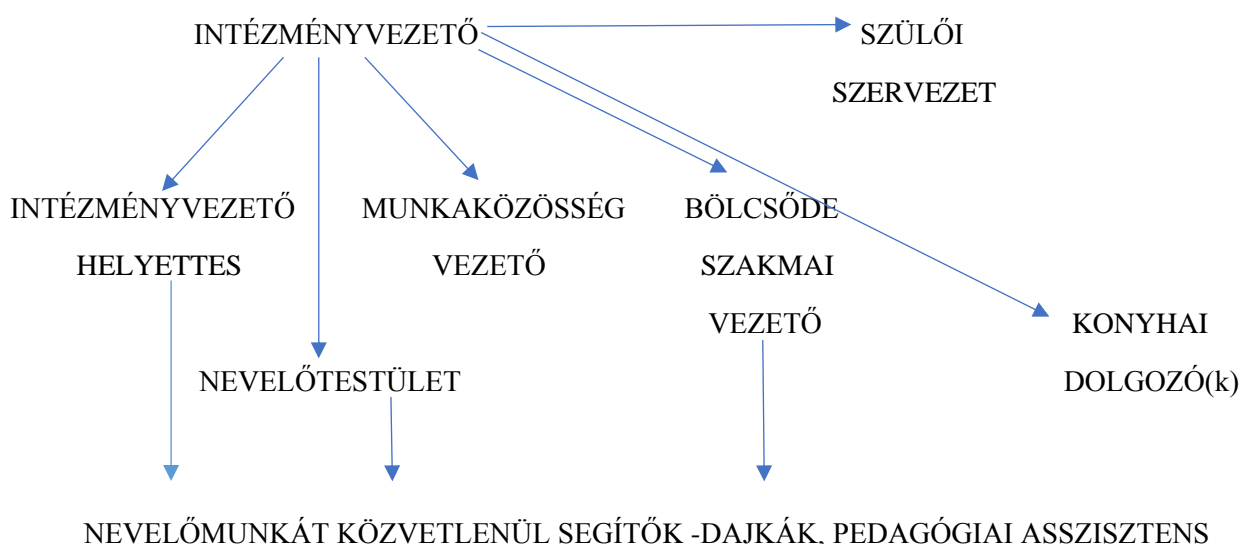 INTÉZMÉNYVEZETŐ
SZÜLŐI
SZERVEZET
INTÉZMÉNYVEZETŐ
HELYETTES
MUNKAKÖZÖSSÉG
VEZETŐ
BÖLCSŐDE
SZAKMAI
VEZETŐ
KONYHAI
DOLGOZÓ(k)
NEVELŐTESTÜLET
NEVELŐMUNKÁT KÖZVETLENÜL SEGÍTŐK -DAJKÁK, PEDAGÓGIAI ASSZISZTENS